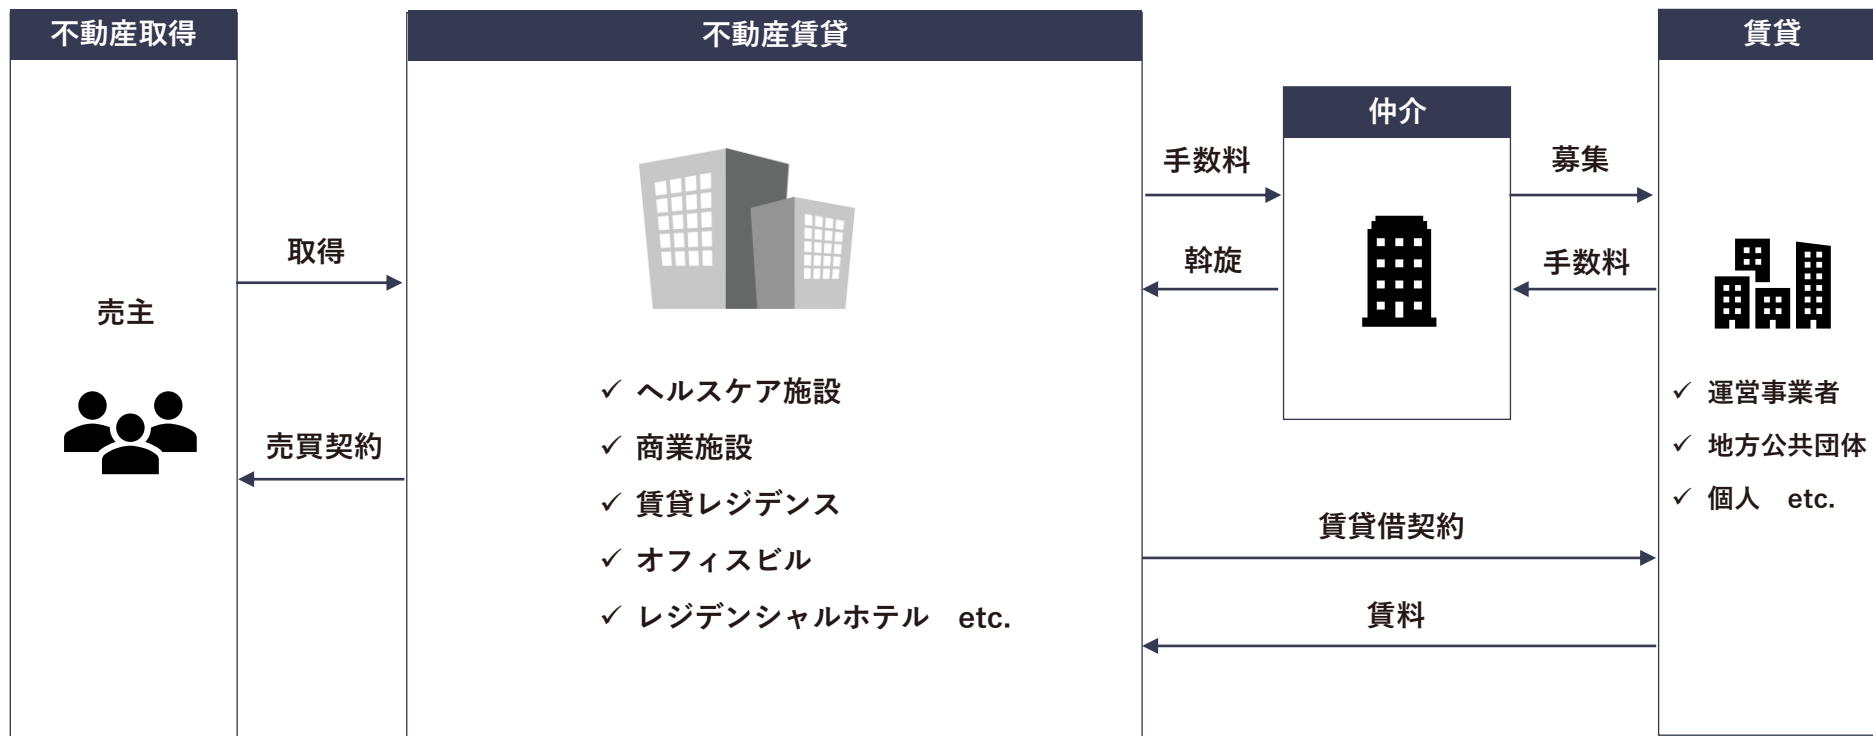 不動産取得
売主
取得
売買契約
不動産賃貸
✓ ヘルスケア施設
✓ 商業施設
✓ 賃貸レジデンス
✓ オフィスビル
✓ レジデンシャルホテル　etc.
手数料
斡旋
仲介
募集
手数料
賃貸借契約
賃料
賃貸
✓ 運営事業者
✓ 地方公共団体
✓ 個人　etc.